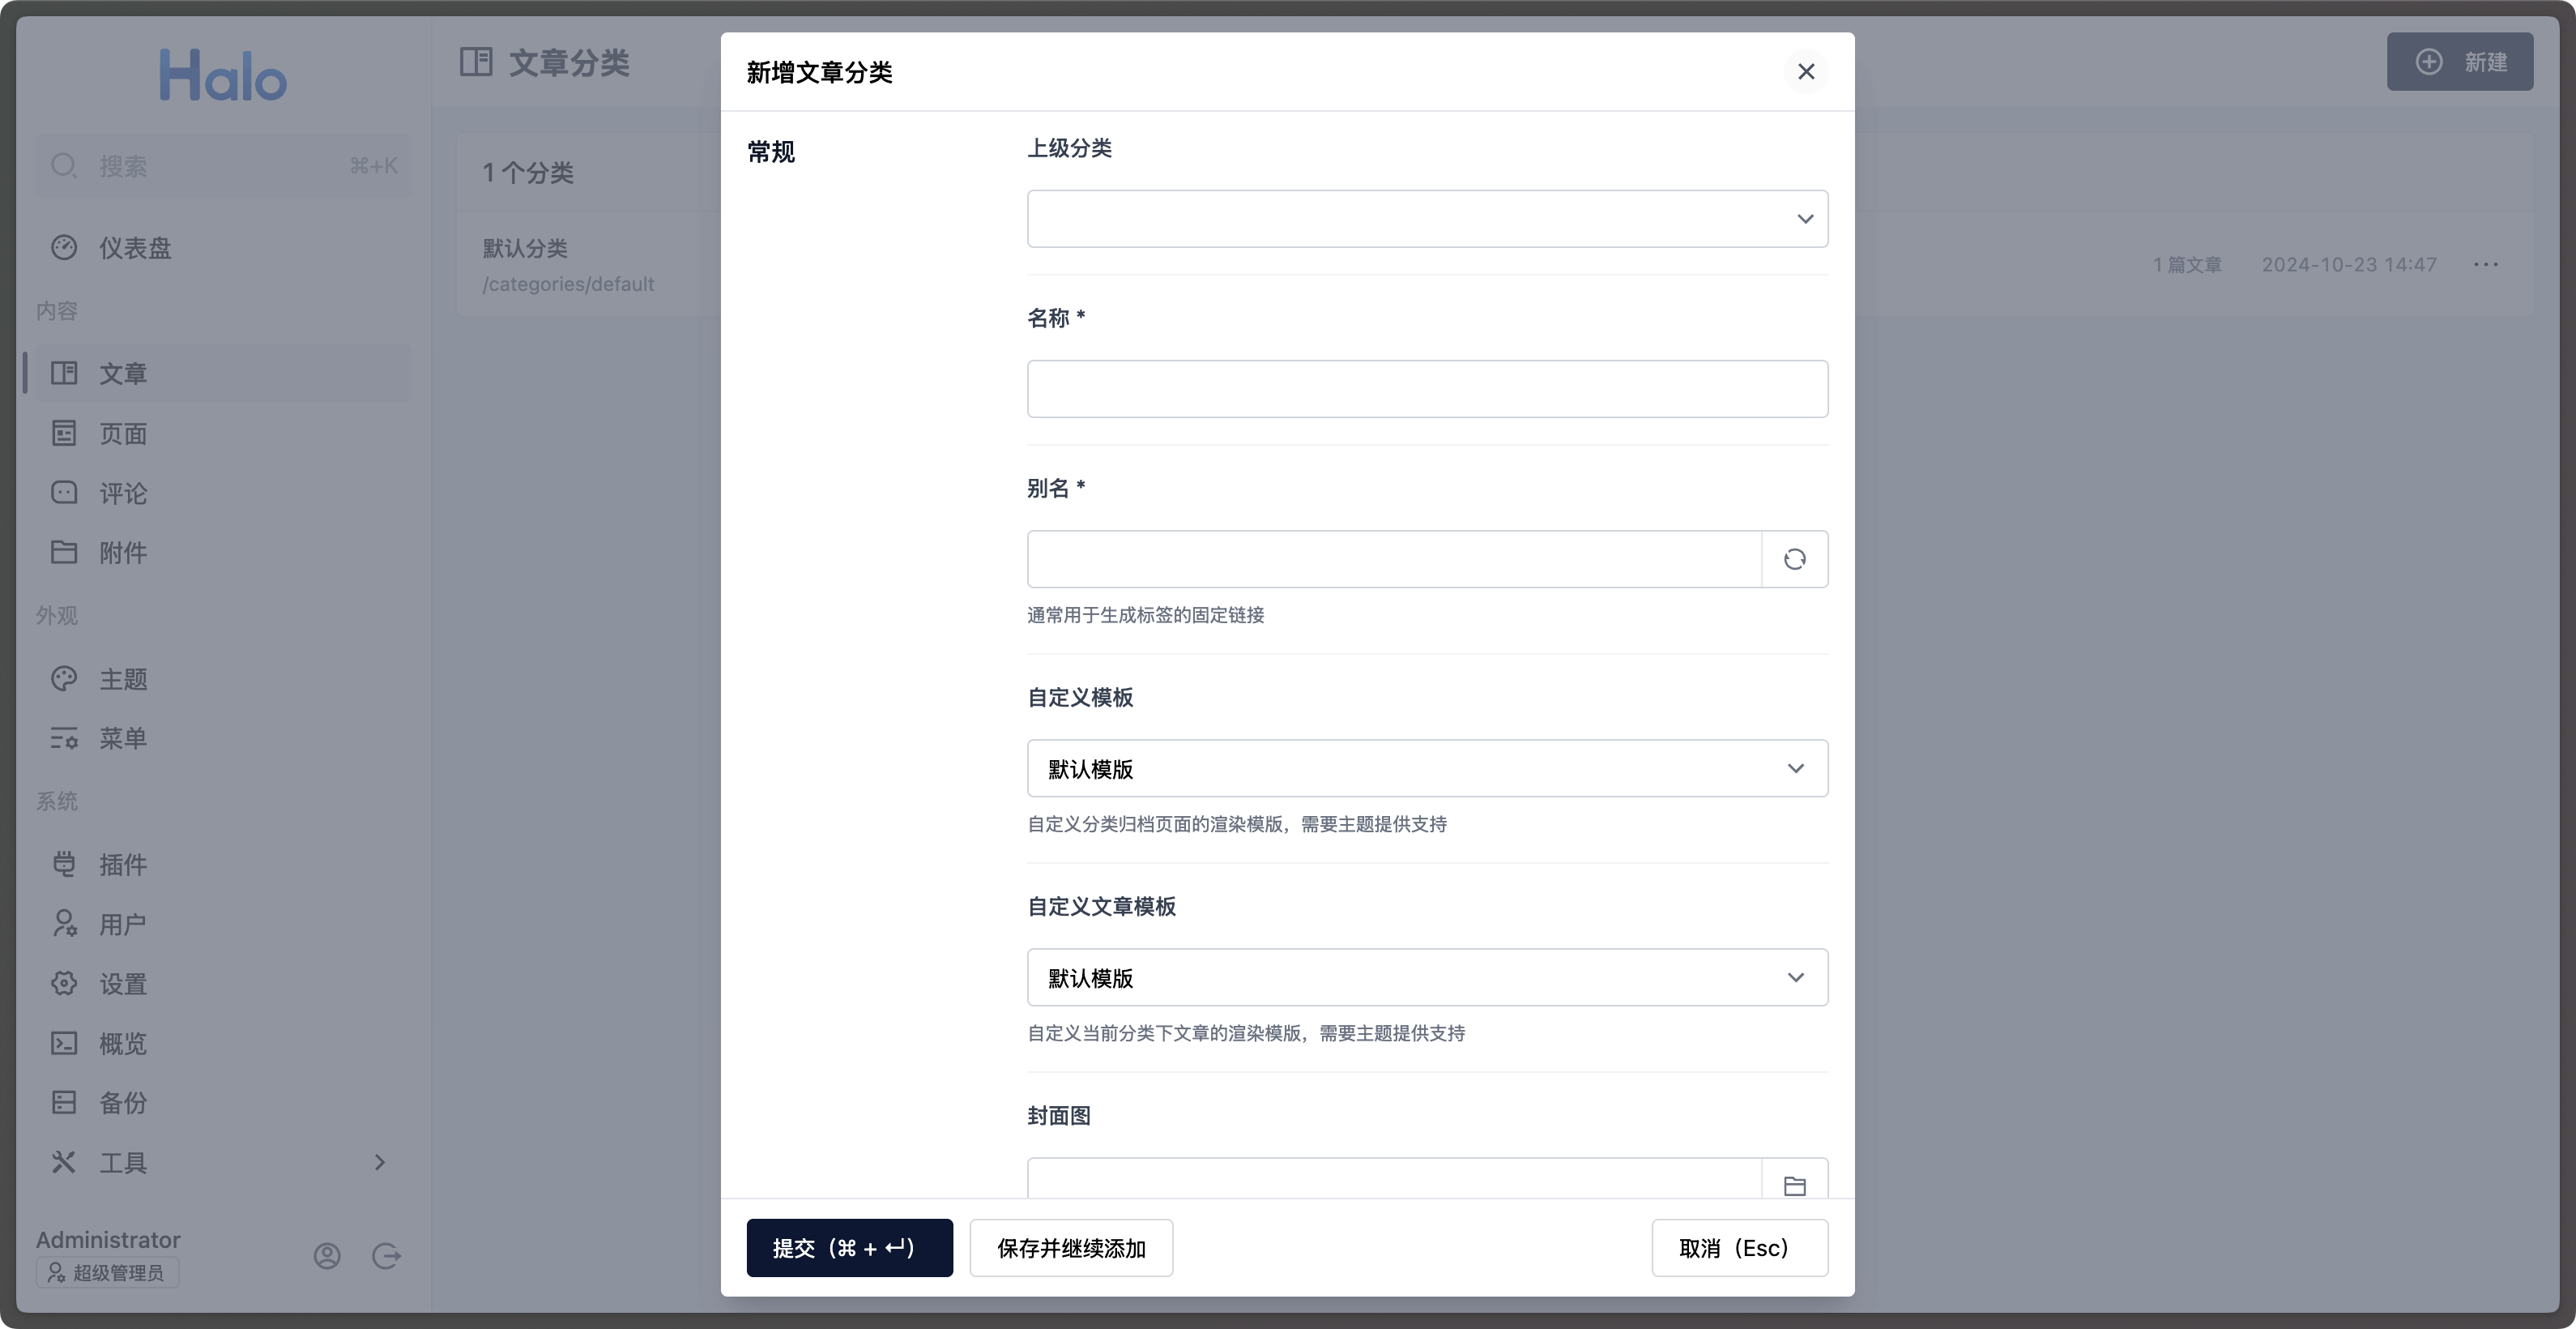 Halo
搜索 ⌘+K
仪表盘
内容
文章
页面
评论
附件
外观
主题
菜单
系统
插件
用户
设置
概览
备份
工具
Administrator
超级管理员
文章分类
新建
1 个分类
默认分类
/categories/default
1 篇文章 2024-10-23 14:47
新增文章分类
常规
上级分类
名称 *
别名 *
通常用于生成标签的固定链接
自定义模板
默认模版
自定义分类归档页面的渲染模版，需要主题提供支持
自定义文章模板
默认模版
自定义当前分类下文章的渲染模版，需要主题提供支持
封面图
提交（⌘ + ↵）
保存并继续添加
取消（Esc）